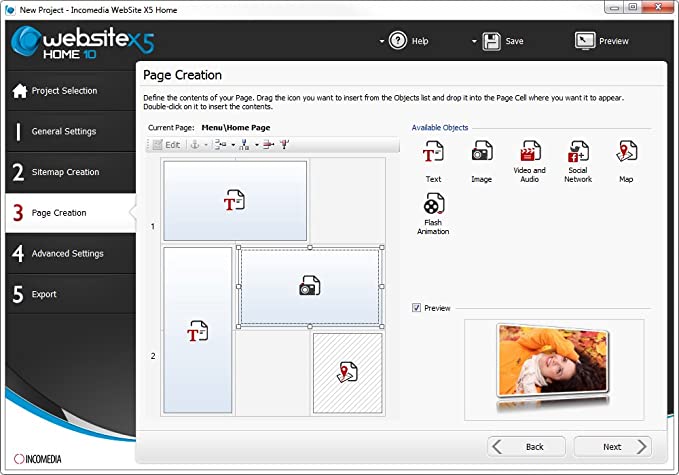 New Project - Incomedia WebSite X5 Home
websiteX5
HOME 10
Help
Save
Preview
Project Selection
1 General Settings
2 Sitemap Creation
3 Page Creation
4 Advanced Settings
5 Export
INCOMEDIA
Page Creation
Define the contents of your Page. Drag the icon you want to insert from the Objects list and drop it into the Page Cell where you want it to appear.
Double-click on it to insert the contents.
Current Page: Menu\Home Page
Edit
1
T
T
2
Available Objects
T
Text
Image
Video and
Audio
Social
Network
Map
Flash
Animation
Preview
Back
Next